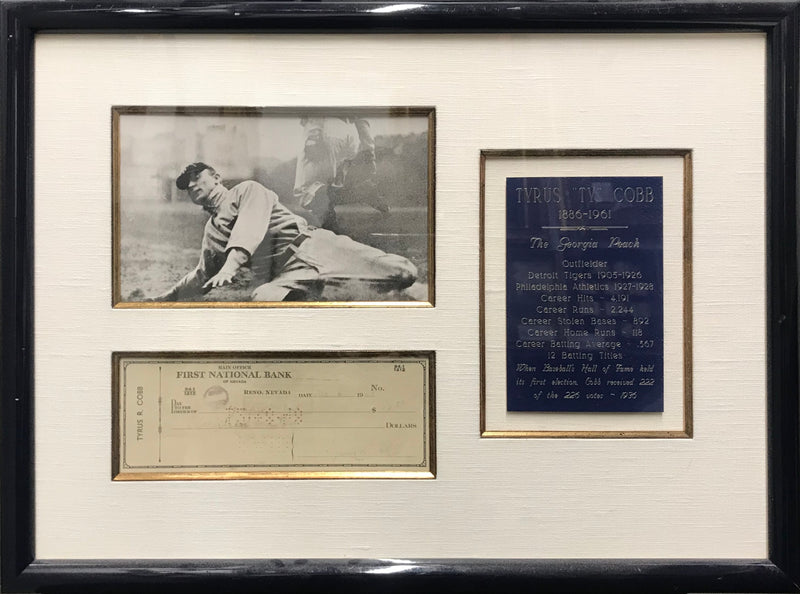 TYRUS "TY" COBB
1886-1961
The Georgia Peach
Outfielder
Detroit Tigers 1905-1926
Philadelphia Athletics 1927-1928
Career Hits - 4,191
Career Runs - 2,244
Career Stolen Bases - 892
Career Home Runs - 118
Career Batting Average - .367
12 Batting Titles
When Baseball's Hall of Fame held
its first election Cobb received 222
of the 226 votes - 1936
TYRUS R. COBB
MAIN OFFICE
FIRST NATIONAL BANK
OF NEVADA
RENO, NEVADA DATE 19 No.
PAY
TO THE
ORDER OF $
DOLLARS